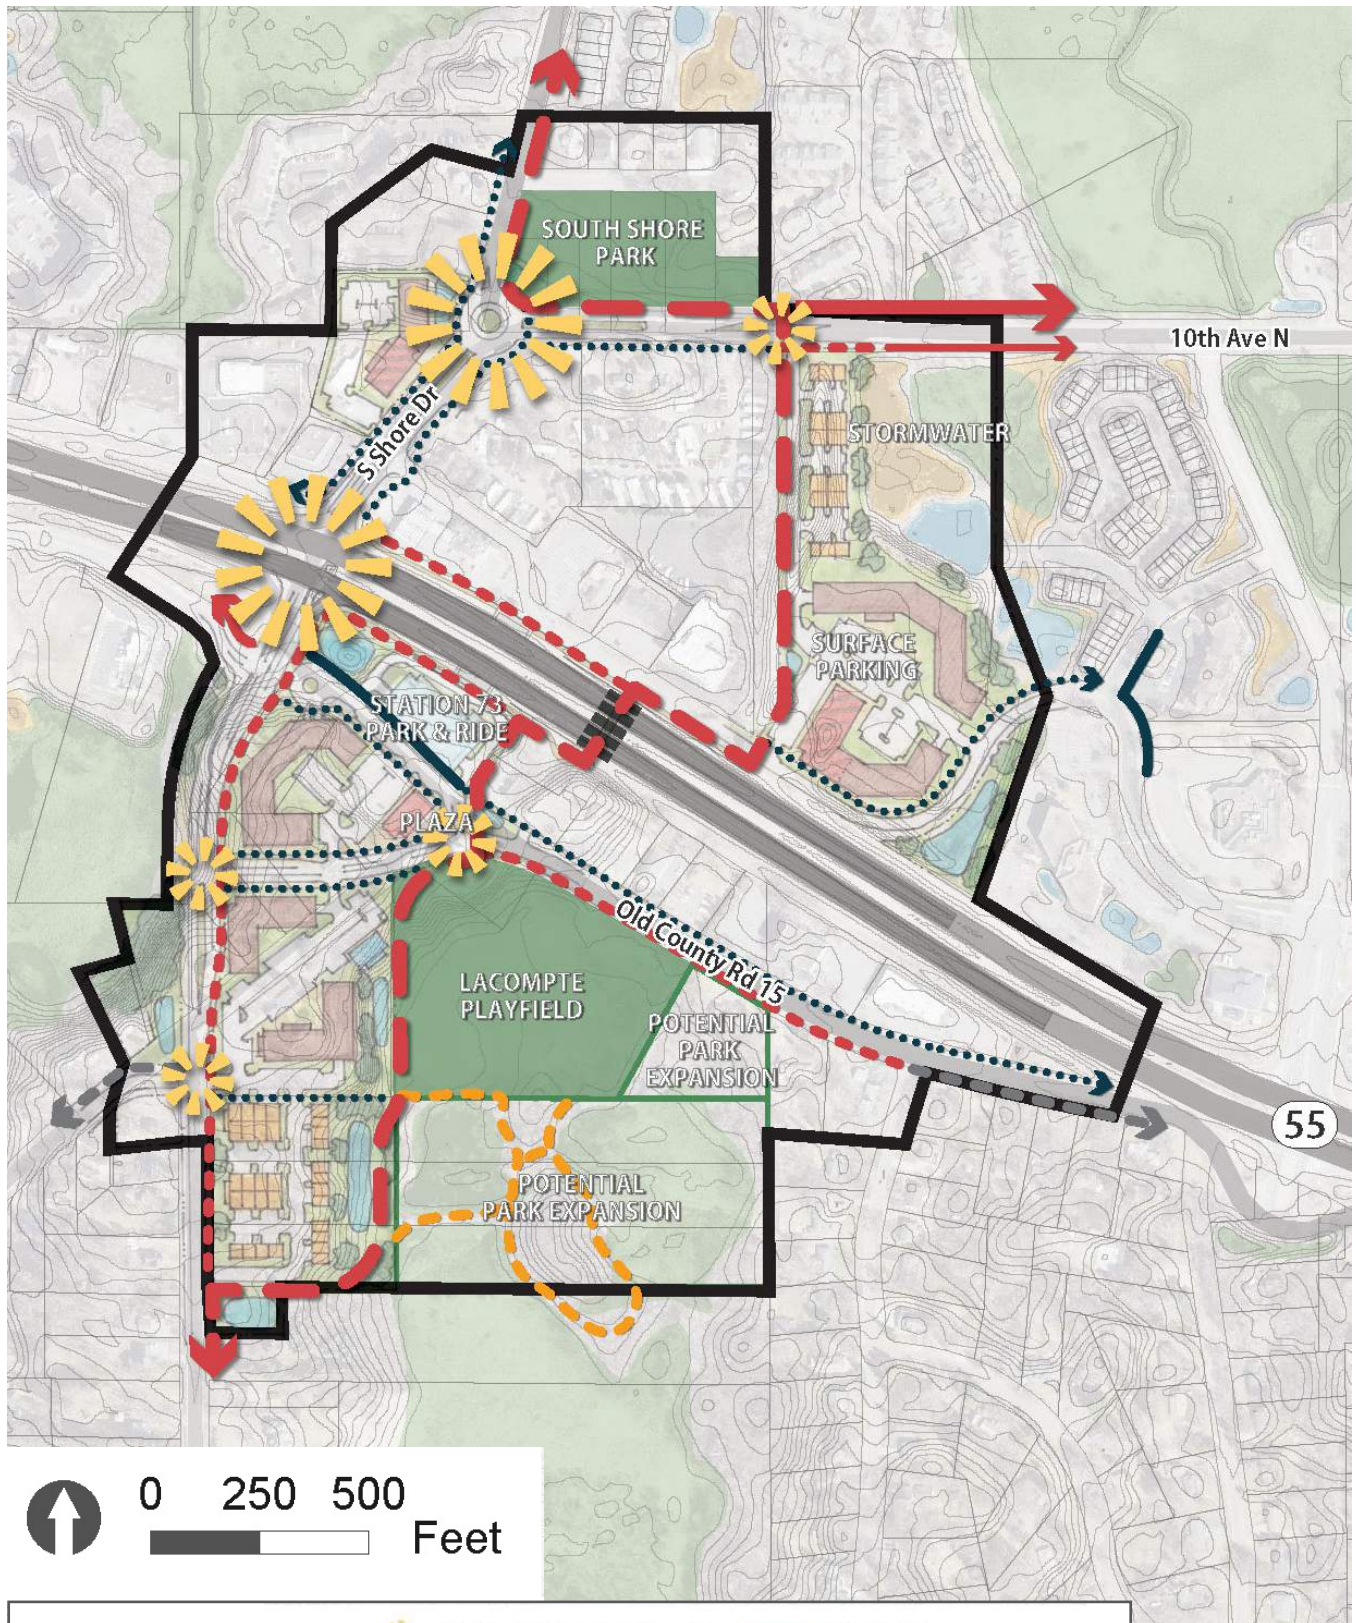 SOUTH SHORE
PARK
10th Ave N
S Shore Dr
STORMWATER
SURFACE
PARKING
STATION 73
PARK & RIDE
PLAZA
Old County Rd 15
LACOMPTE
PLAYFIELD
POTENTIAL
PARK
EXPANSION
55
POTENTIAL
PARK EXPANSION
0 250 500
Feet